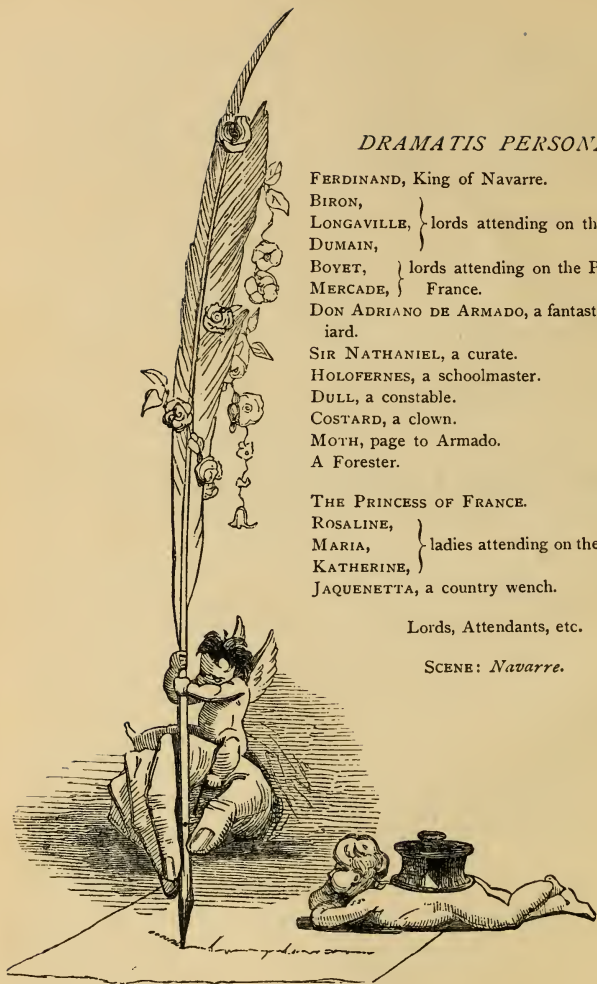 DRAMATIS PERSON
FERDINAND, King of Navarre.
BIRON,
LONGAVILLE, } lords attending on th
DUMAIN,
BOYET, } lords attending on the P
MERCADE, } France.
DON ADRIANO DE ARMADO, a fantast
iard.
SIR NATHANIEL, a curate.
HOLOFERNES, a schoolmaster.
DULL, a constable.
COSTARD, a clown.
MOTH, page to Armado.
A Forester.
THE PRINCESS OF FRANCE.
ROSALINE,
MARIA, } ladies attending on the
KATHERINE,
JAQUENETTA, a country wench.
Lords, Attendants, etc.
SCENE: Navarre.